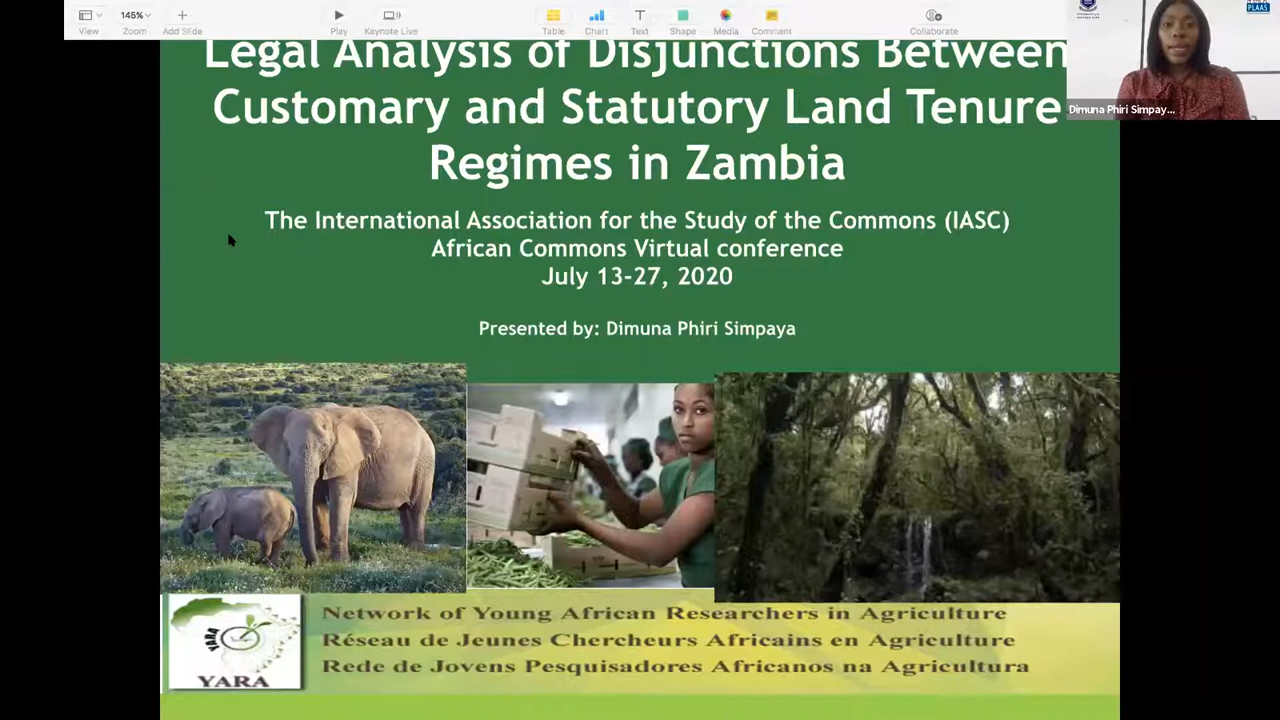 145%
View
Zoom
Add Slide
Play
Keynote Live
Table
Chart
Text
Shape
Media
Comment
Collaborate
PLAAS
Dimuna Phiri Simpay...
Legal Analysis of Disjunctions Between
Customary and Statutory Land Tenure
Regimes in Zambia
The International Association for the Study of the Commons (IASC)
African Commons Virtual conference
July 13-27, 2020
Presented by: Dimuna Phiri Simpaya
Network of Young African Researchers in Agriculture
Réseau de Jeunes Chercheurs Africains en Agriculture
Rede de Jovens Pesquisadores Africanos na Agricultura
YARA
YARA